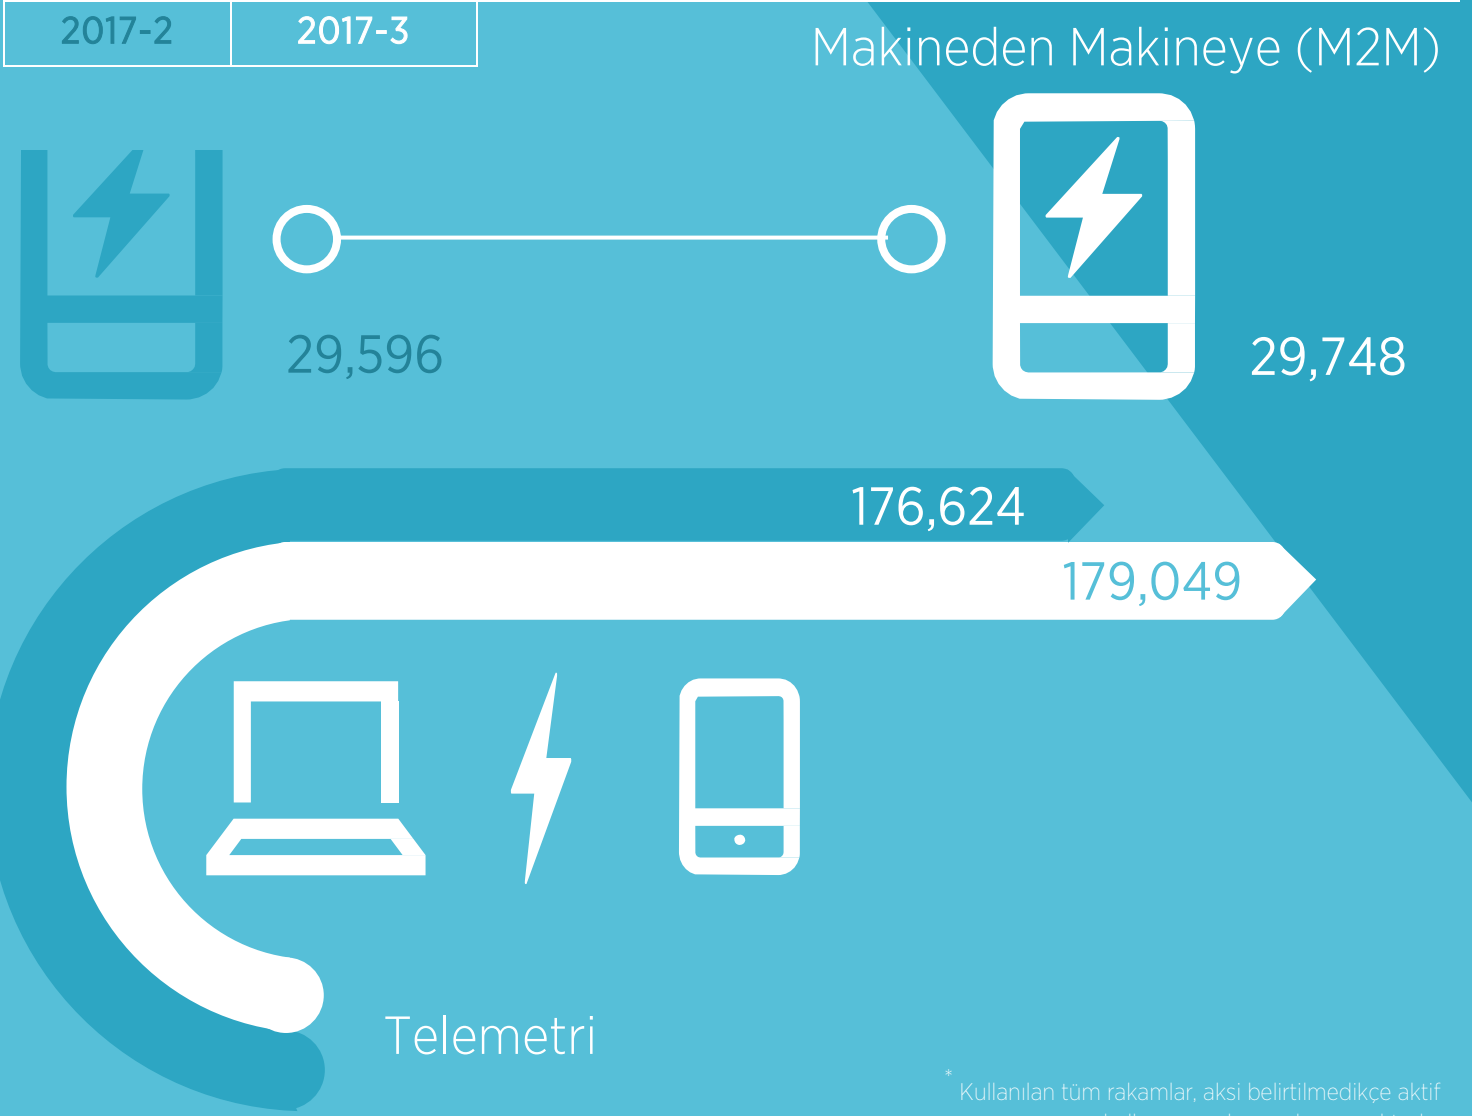 2017-2 2017-3
Makineden Makineye (M2M)
29,596
29,748
176,624
179,049
Telemetri
* Kullanılan tüm rakamlar, aksi belirtilmedikçe aktif